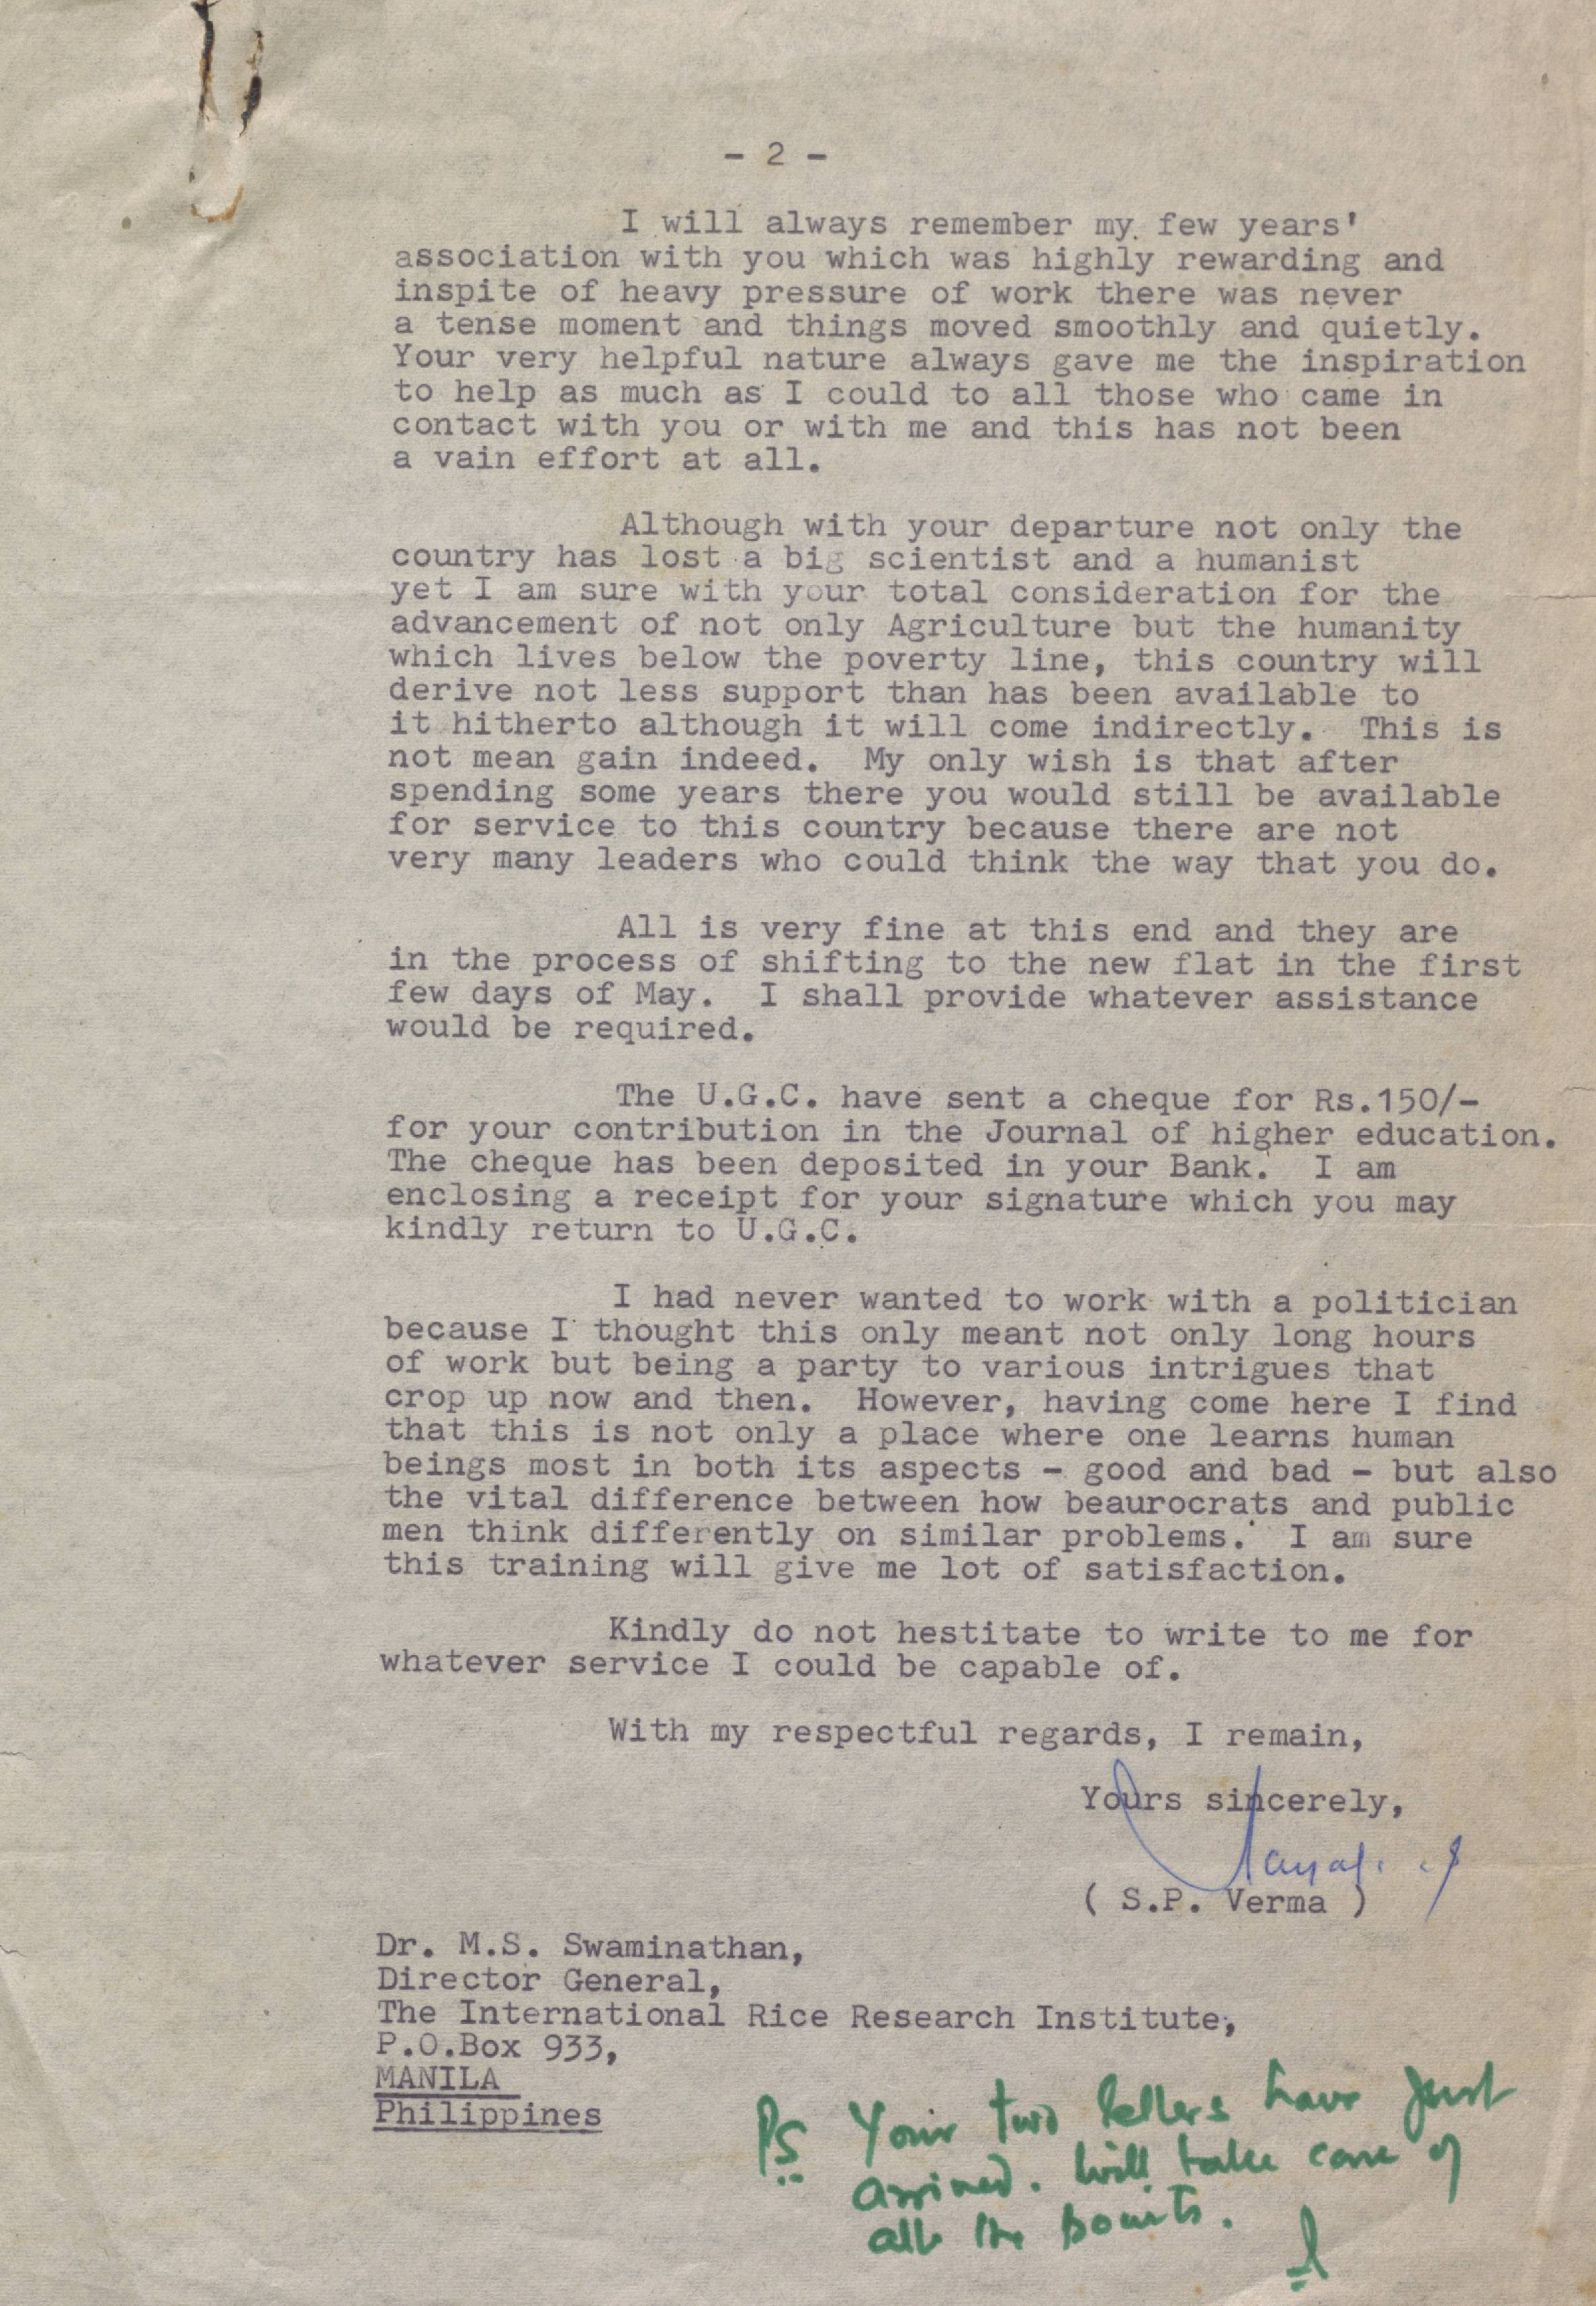 - 2 -
I will always remember my few years'
association with you which was highly rewarding and
inspite of heavy pressure of work there was never
a tense moment and things moved smoothly and quietly.
Your very helpful nature always gave me the inspiration
to help as much as I could to all those who came in
contact with you or with me and this has not been
a vain effort at all.
Although with your departure not only the
country has lost a big scientist and a humanist
yet I am sure with your total consideration for the
advancement of not only Agriculture but the humanity
which lives below the poverty line, this country will
derive not less support than has been available to
it hitherto although it will come indirectly. This is
not mean gain indeed. My only wish is that after
spending some years there you would still be available
for service to this country because there are not
very many leaders who could think the way that you do.
All is very fine at this end and they are
in the process of shifting to the new flat in the first
few days of May. I shall provide whatever assistance
would be required.
The U.G.C. have sent a cheque for Rs.150/-
for your contribution in the Journal of higher education.
The cheque has been deposited in your Bank. I am
enclosing a receipt for your signature which you may
kindly return to U.G.C.
I had never wanted to work with a politician
because I thought this only meant not only long hours
of work but being a party to various intrigues that
crop up now and then. However, having come here I find
that this is not only a place where one learns human
beings most in both its aspects - good and bad - but also
the vital difference between how beaurocrats and public
men think differently on similar problems. I am sure
this training will give me lot of satisfaction.
Kindly do not hestitate to write to me for
whatever service I could be capable of.
With my respectful regards, I remain,
Yours sincerely,
( S.P. Verma )
Dr. M.S. Swaminathan,
Director General,
The International Rice Research Institute,
P.O.Box 933,
MANILA
Philippines
PS Your two letters have just
arrived. Will take care of
all the points.